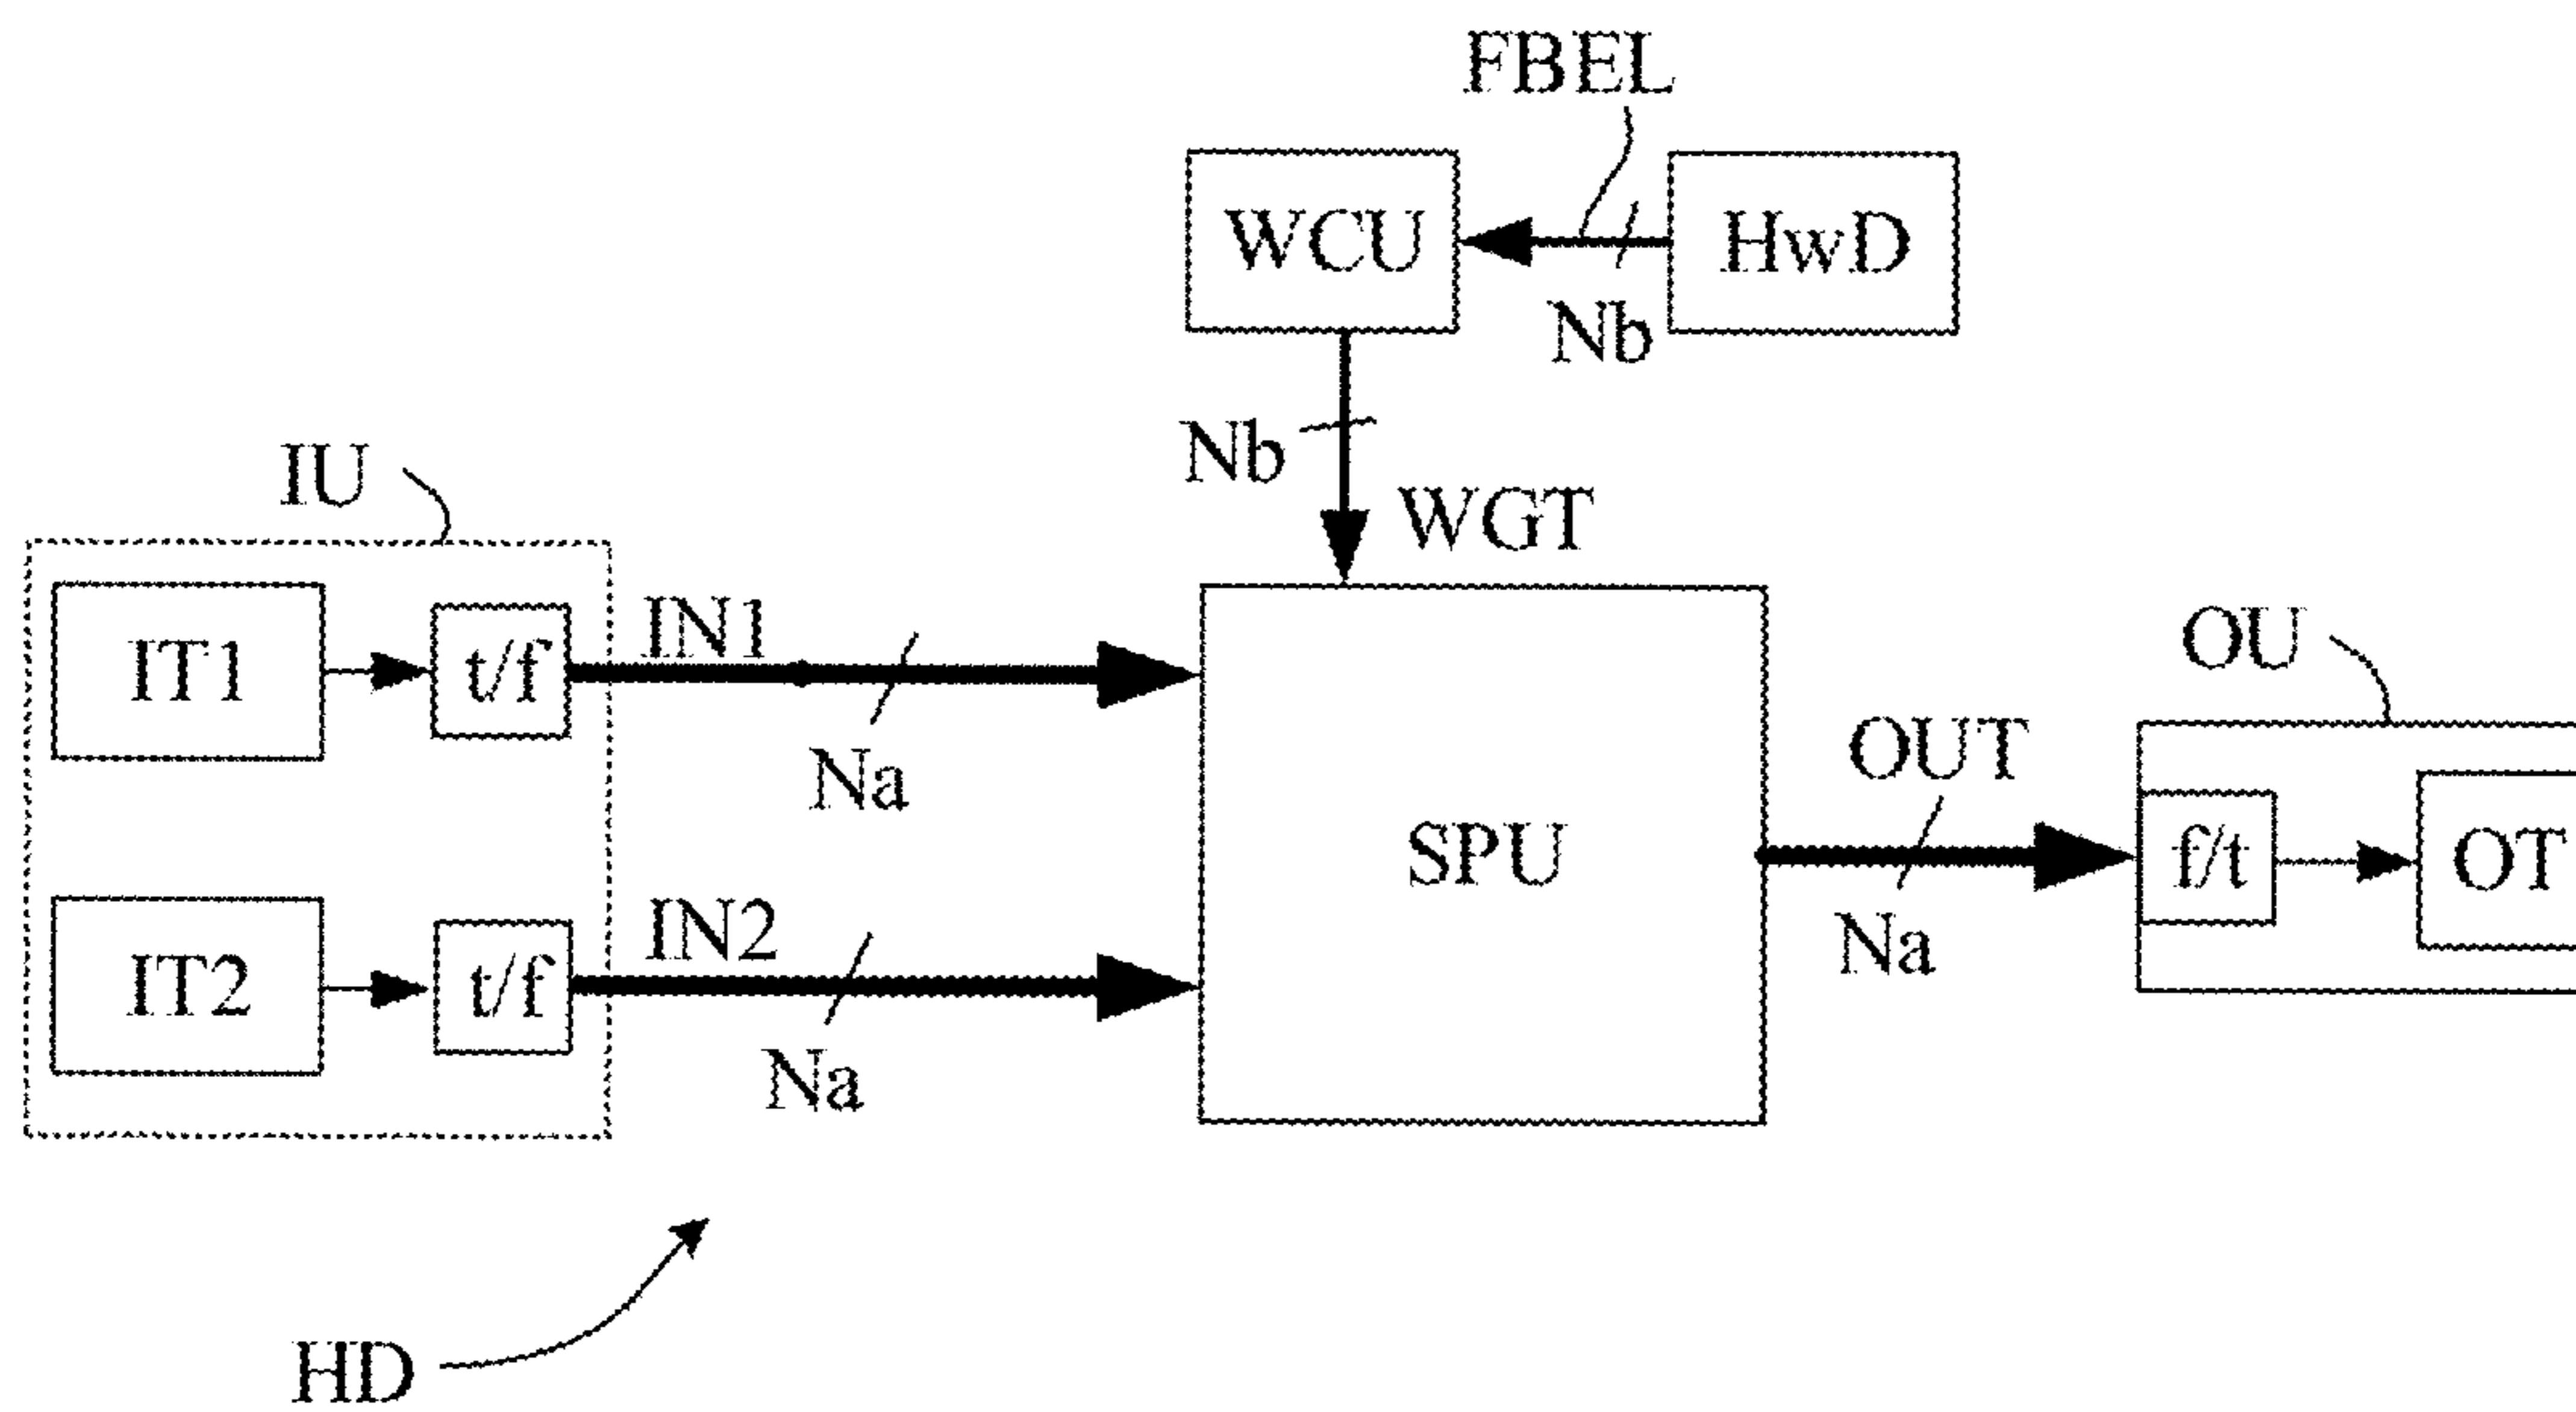 FBEL
WCU
HwD
Nb
Nb
WGT
IU
IT1
t/f
IN1
Na
IT2
t/f
IN2
Na
SPU
OUT
Na
OU
f/t
OT
HD